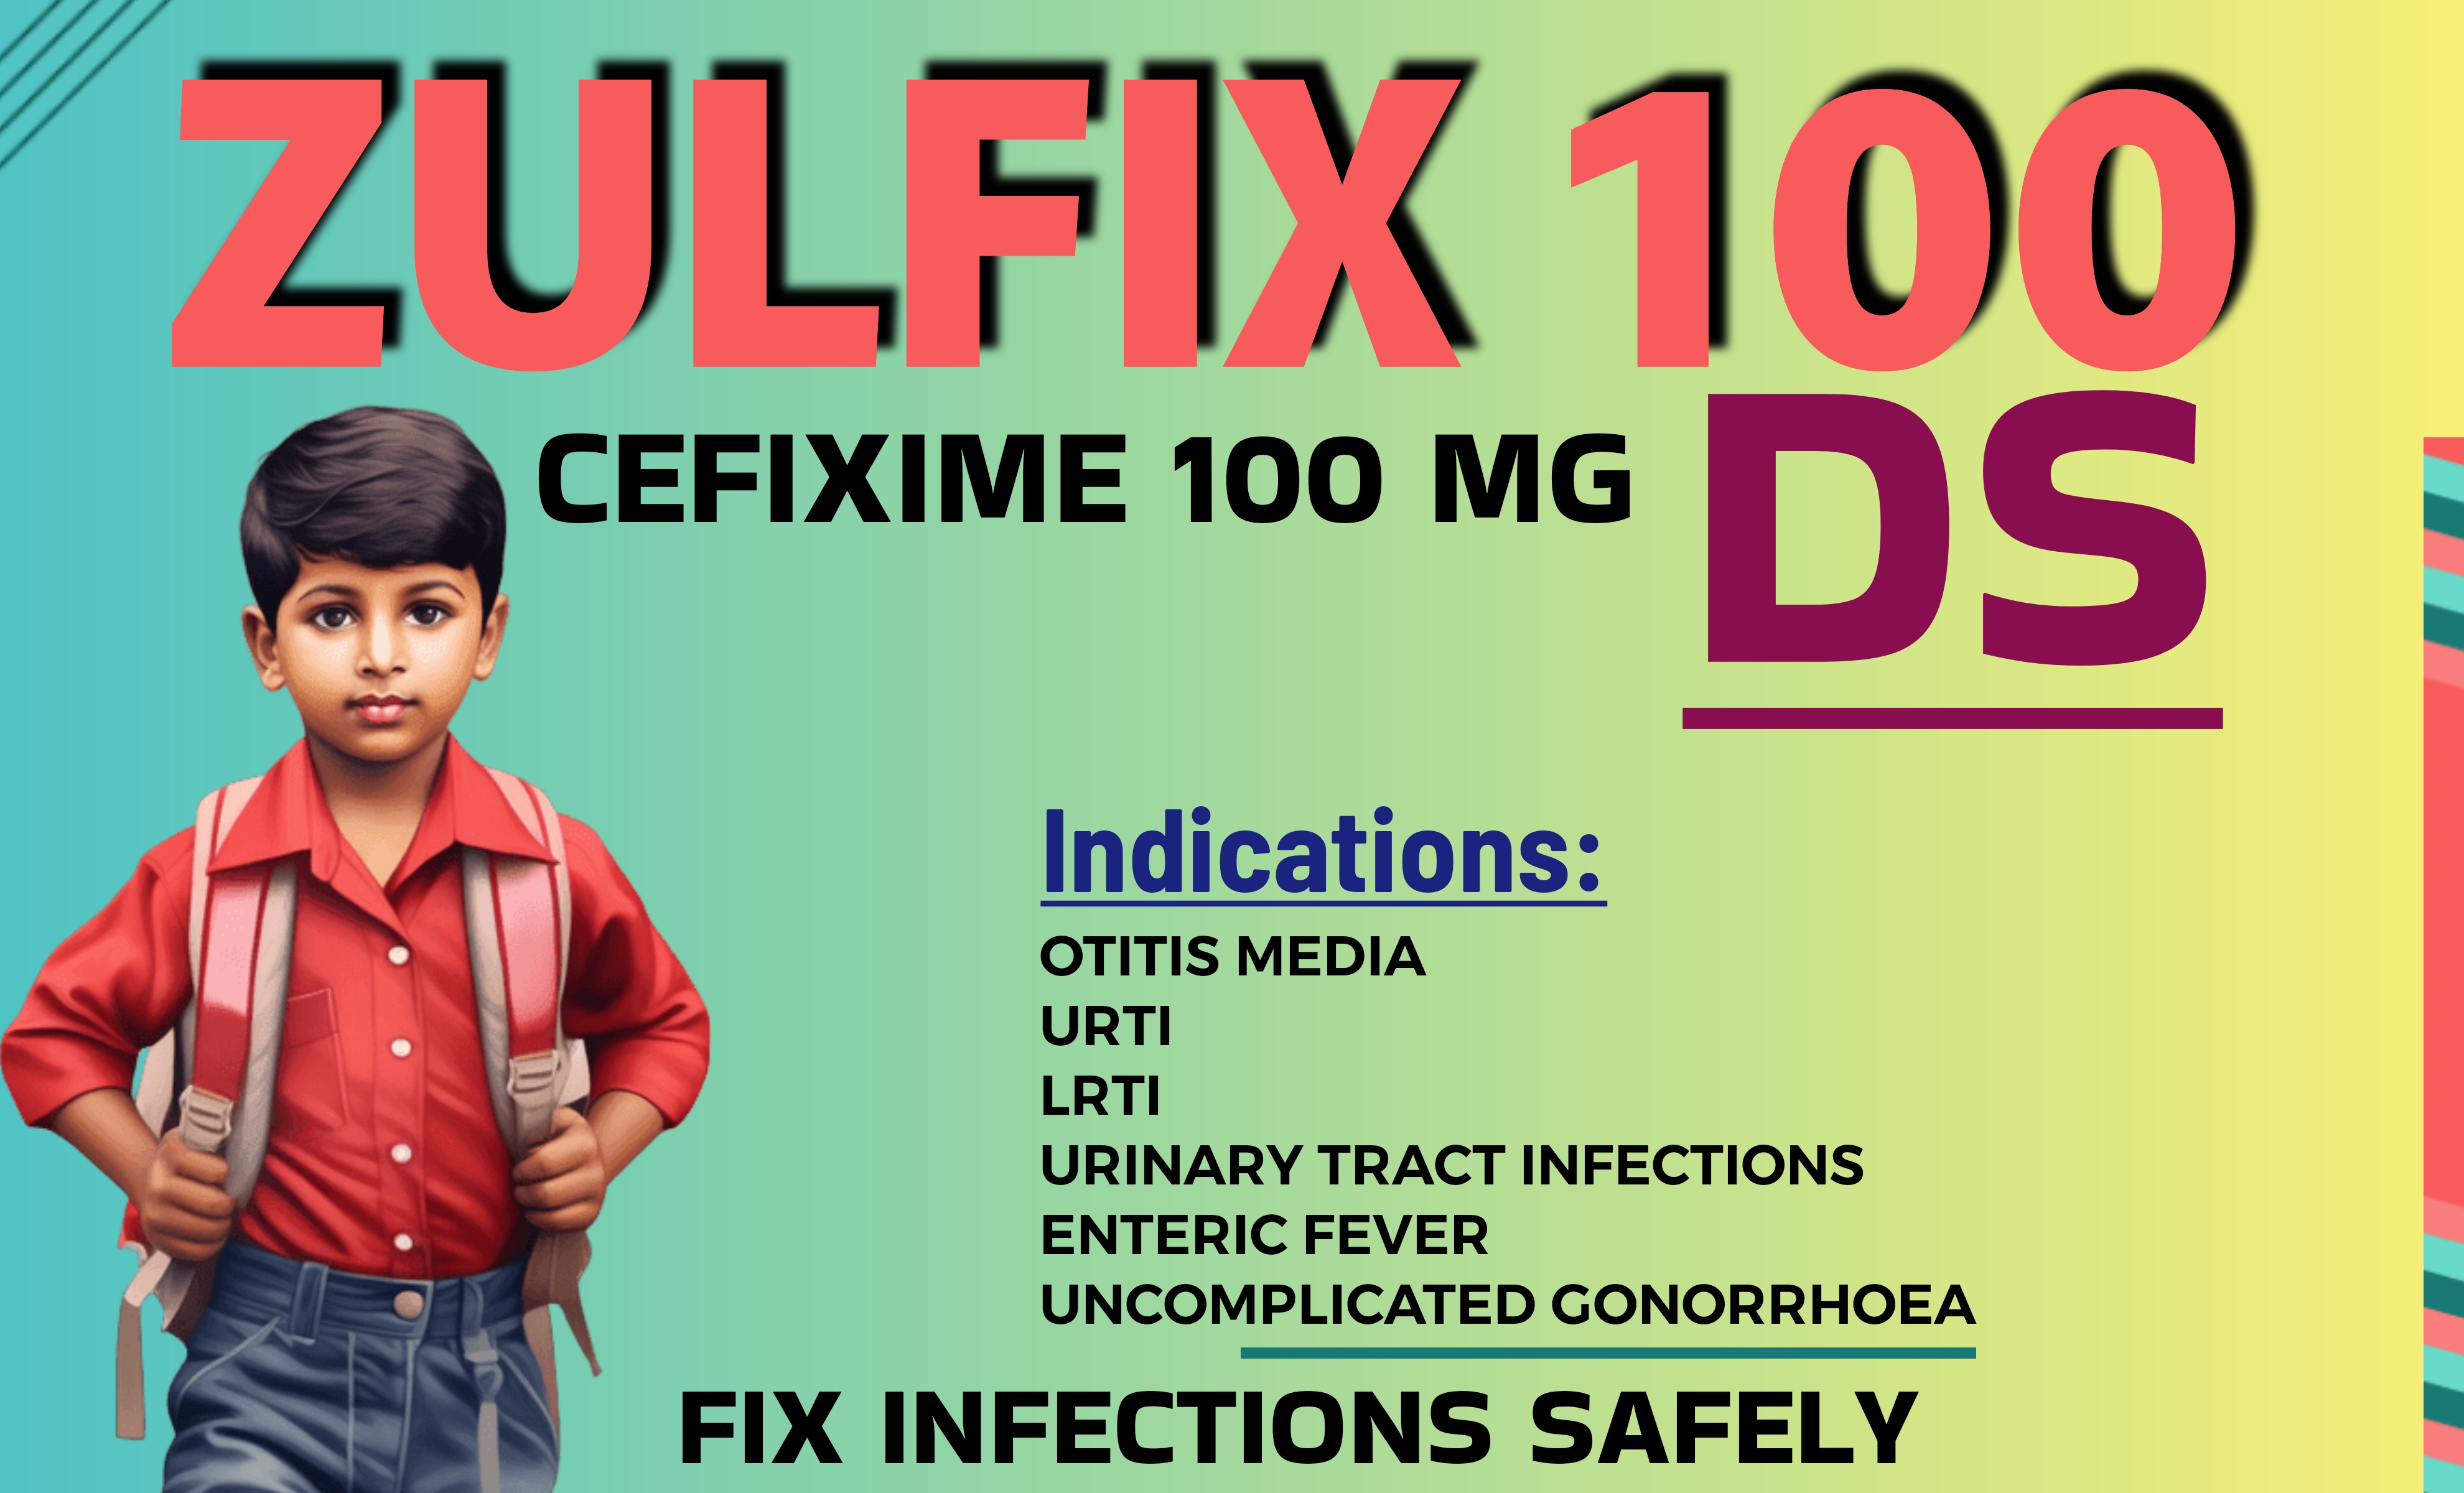 ZULFIX 100
CEFIXIME 100 MG
DS
Indications:
OTITIS MEDIA
URTI
LRTI
URINARY TRACT INFECTIONS
ENTERIC FEVER
UNCOMPLICATED GONORRHOEA
FIX INFECTIONS SAFELY